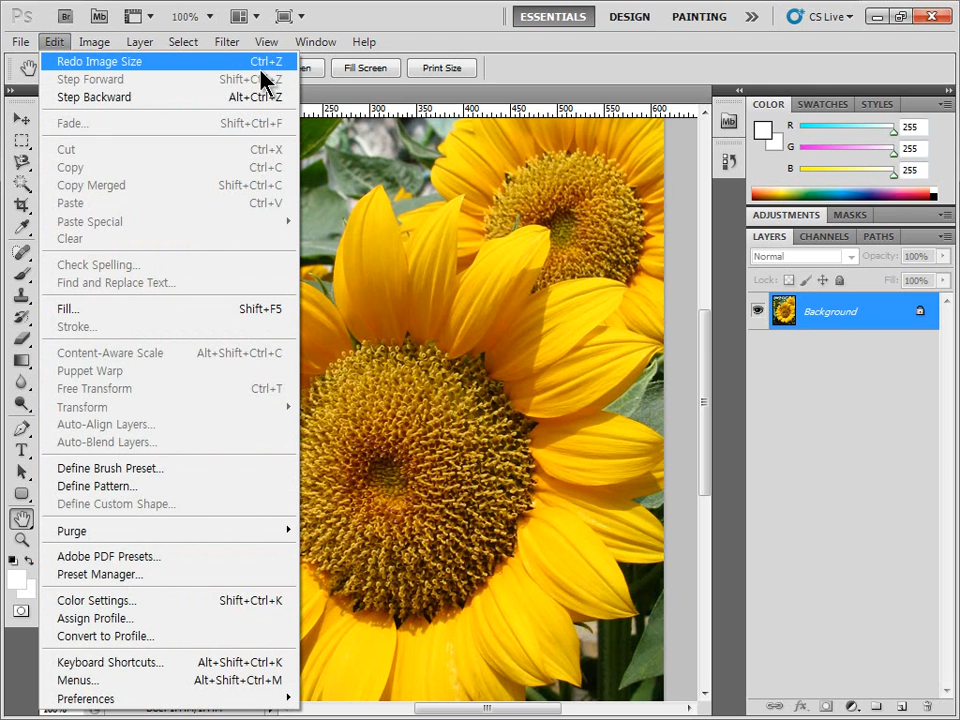 Ps Br Mb 100% ESSENTIALS DESIGN PAINTING CS Live
File Edit Image Layer Select Filter View Window Help
Fill Screen Print Size
Redo Image Size Ctrl+Z
Step Forward
Step Backward Alt+Ctrl+Z
Fade... Shift+Ctrl+F
Cut Ctrl+X
Copy Ctrl+C
Copy Merged Shift+Ctrl+C
Paste Ctrl+V
Paste Special
Clear
Check Spelling...
Find and Replace Text...
Fill... Shift+F5
Stroke...
Content-Aware Scale Alt+Shift+Ctrl+C
Puppet Warp
Free Transform Ctrl+T
Transform
Auto-Align Layers...
Auto-Blend Layers...
Define Brush Preset...
Define Pattern...
Define Custom Shape...
Purge
Adobe PDF Presets...
Preset Manager...
Color Settings... Shift+Ctrl+K
Assign Profile...
Convert to Profile...
Keyboard Shortcuts... Alt+Shift+Ctrl+K
Menus... Alt+Shift+Ctrl+M
Preferences
250 300 350 400 450 500 550 600
Mb
COLOR SWATCHES STYLES
R 255
G 255
B 255
ADJUSTMENTS MASKS
LAYERS CHANNELS PATHS
Normal Opacity: 100%
Lock: Fill: 100%
Background